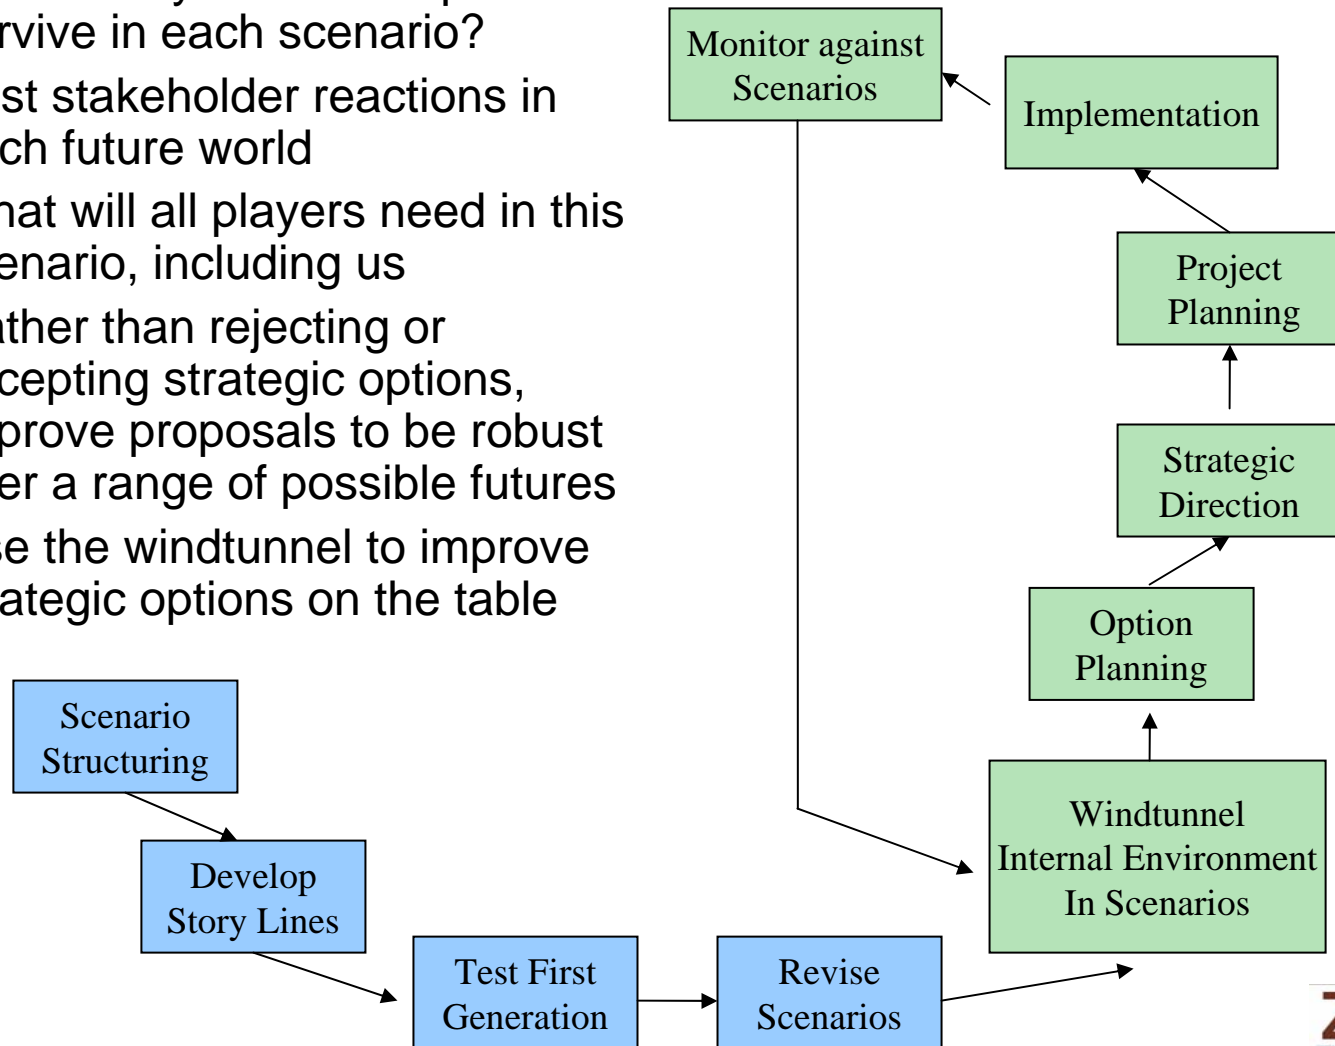 rvive in each scenario?
st stakeholder reactions in
ch future world
hat will all players need in this
enario, including us
ather than rejecting or
cepting strategic options,
prove proposals to be robust
er a range of possible futures
se the windtunnel to improve
rategic options on the table
Monitor against
Scenarios
Implementation
Project
Planning
Strategic
Direction
Option
Planning
Windtunnel
Internal Environment
In Scenarios
Scenario
Structuring
Develop
Story Lines
Test First
Generation
Revise
Scenarios